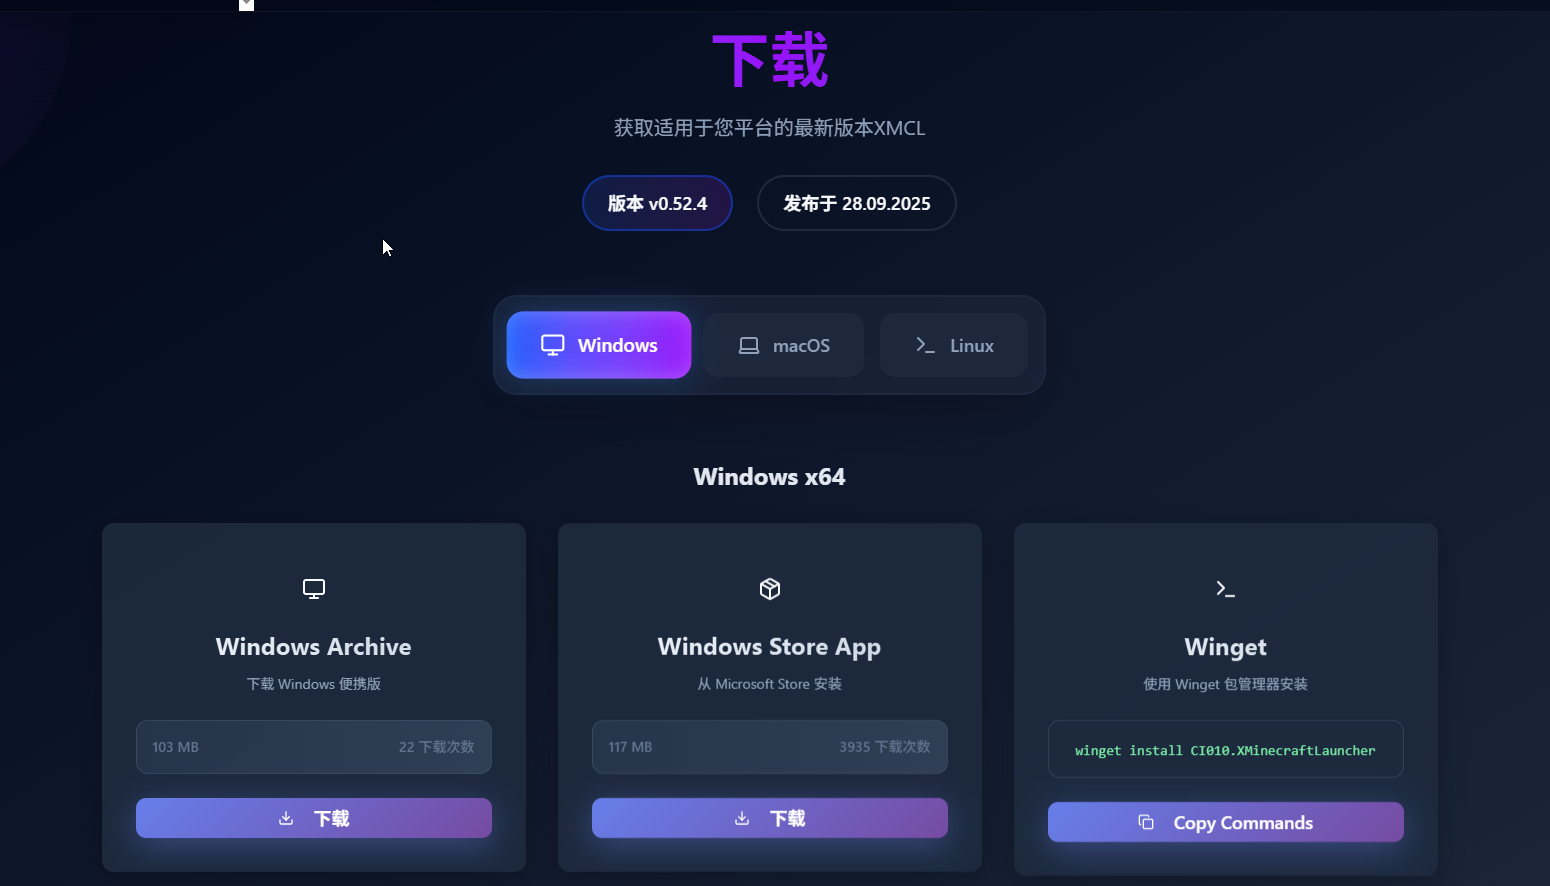 下载
获取适用于您平台的最新版本XMCL
版本 v0.52.4
发布于 28.09.2025
Windows
macOS
Linux
Windows x64
Windows Archive
下载 Windows 便携版
103 MB
22 下载次数
下载
Windows Store App
从 Microsoft Store 安装
117 MB
3935 下载次数
下载
Winget
使用 Winget 包管理器安装
winget install CI010.XMinecraftLauncher
Copy Commands